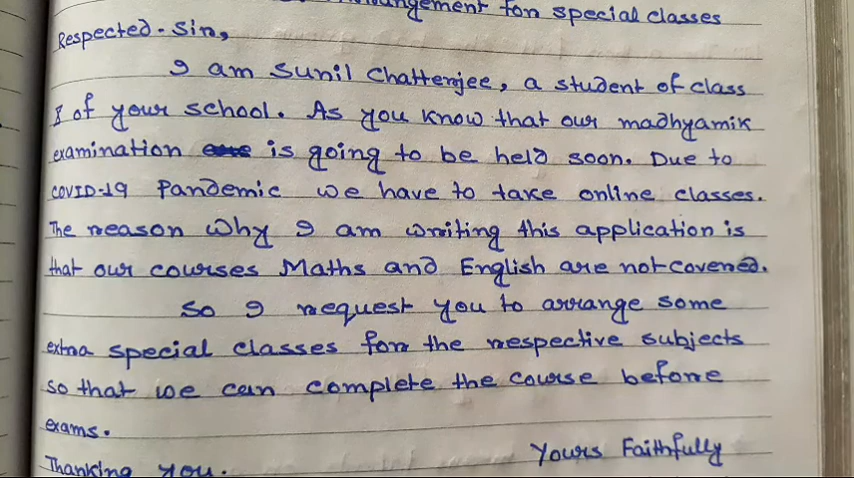 for special classes
Respected. Sir,
I am Sunil Chatterjee, a student of class
X of your school. As you know that our madhyamik
examination is going to be held soon. Due to
COVID-19 Pandemic we have to take online classes.
The reason why I am writing this application is
that our courses Maths and English are not covered.
So I request you to arrange some
extra special classes for the respective subjects
so that we can complete the course before
exams.
Yours Faithfully
Thanking you.